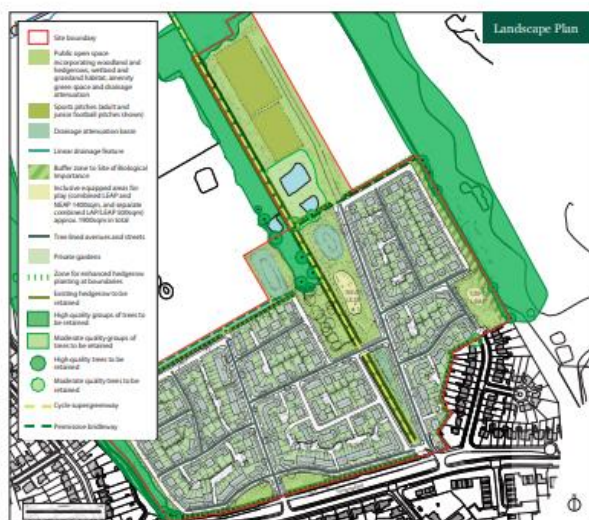 Landscape Plan
Site boundary
Public open space
incorporating woodland and
hedgerows, wetland and
grassland habitat, amenity
green space and drainage
attenuation
Sports pitches (adult and
junior football pitches shown)
Drainage attenuation basin
Linear drainage feature
Buffer zone to Site of Biological
Importance
Inclusive equipped areas for
play (combined LEAP and
NEAP 1400sqm, and separate
combined LAP/LEAP 500sqm)
approx. 1900sqm in total
Tree lined avenues and streets
Private gardens
Zone for enhanced hedgerow
planting at boundaries
Existing hedgerow to be
retained
High quality groups of trees to
be retained
Moderate quality groups of
trees to be retained
High quality trees to be
retained
Moderate quality trees to be
retained
Cycle supergreenway
Permissive bridleway